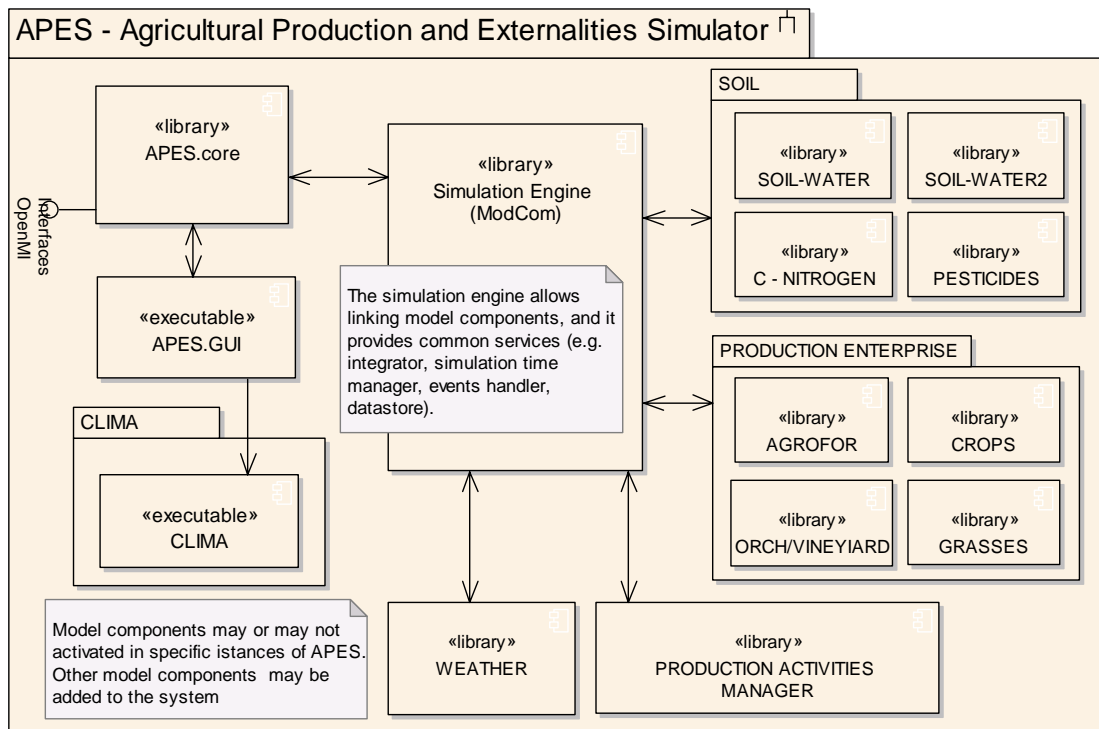 APES - Agricultural Production and Externalities Simulator
«library»
APES.core
Interfaces
OpenMI
«executable»
APES.GUI
CLIMA
«executable»
CLIMA
Model components may or may not
activated in specific istances of APES.
Other model components may be
added to the system
«library»
Simulation Engine
(ModCom)
The simulation engine allows
linking model components, and it
provides common services (e.g.
integrator, simulation time
manager, events handler,
datastore).
«library»
WEATHER
«library»
PRODUCTION ACTIVITIES
MANAGER
SOIL
«library»
SOIL-WATER
«library»
SOIL-WATER2
«library»
C - NITROGEN
«library»
PESTICIDES
PRODUCTION ENTERPRISE
«library»
AGROFOR
«library»
CROPS
«library»
ORCH/VINEYIARD
«library»
GRASSES